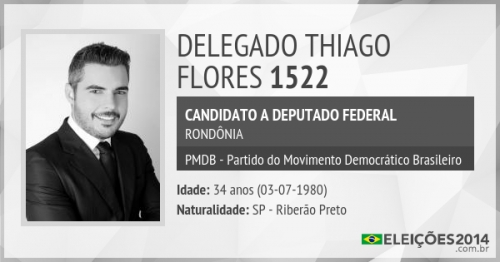 DELEGADO THIAGO
FLORES 1522
CANDIDATO A DEPUTADO FEDERAL
RONDÔNIA
PMDB - Partido do Movimento Democrático Brasileiro
Idade: 34 anos (03-07-1980)
Naturalidade: SP - Riberão Preto
ELEIÇÕES2014
.com.br